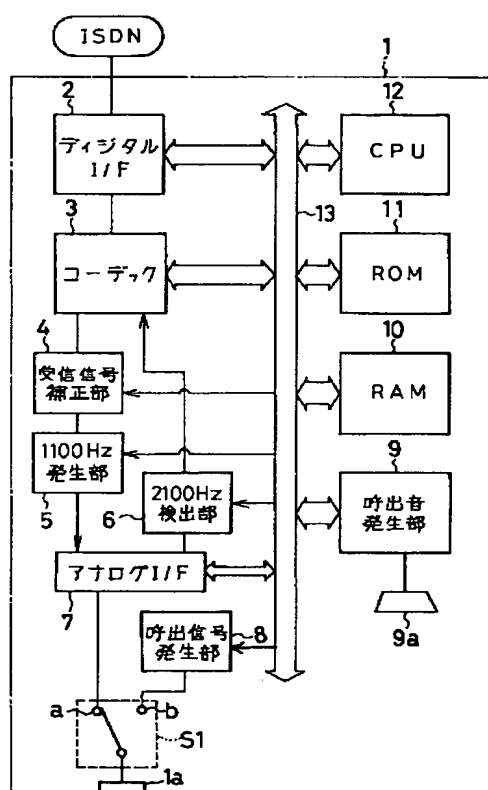 ISDN
1
2
ディジタル
I/F
12
CPU
3
コーデック
13
11
ROM
4
受信信号
補正部
10
RAM
1100Hz
発生部
5
2100Hz
検出部
6
9
呼出音
発生部
アナログI/F
7
9a
呼出信号
発生部
8
a
b
S1
1a